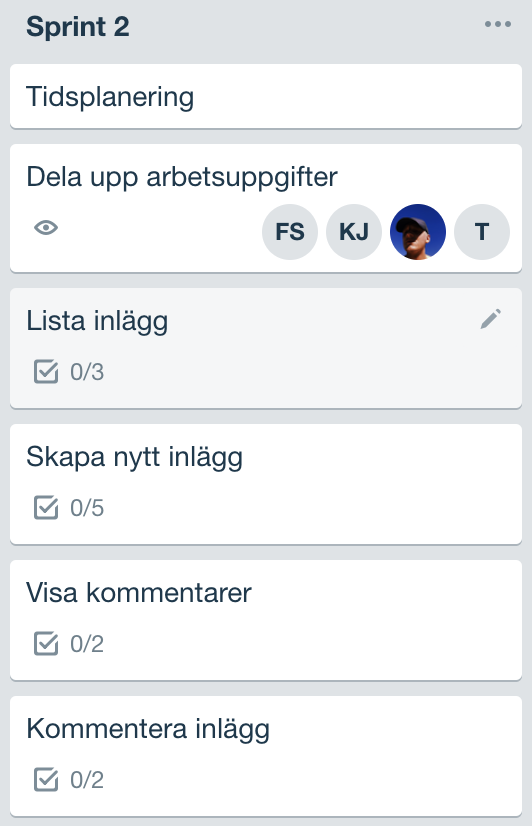 Sprint 2
Tidsplanering
Dela upp arbetsuppgifter
FS KJ T
Lista inlägg
0/3
Skapa nytt inlägg
0/5
Visa kommentarer
0/2
Kommentera inlägg
0/2